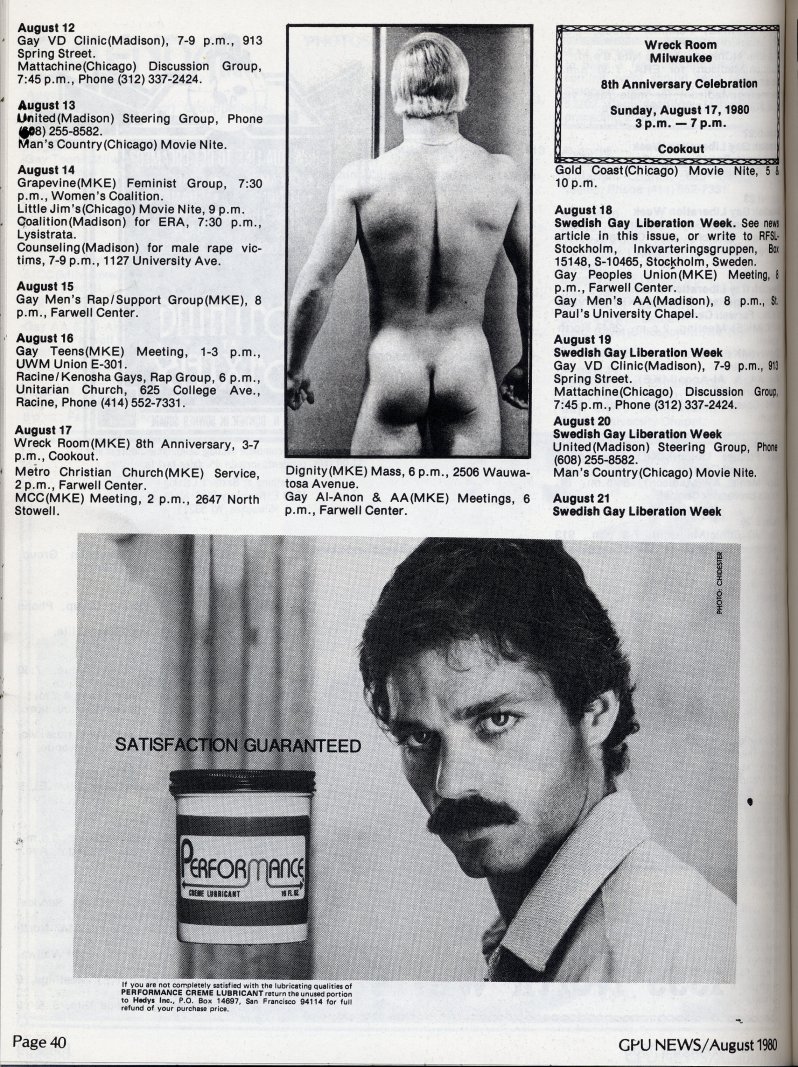 August 12
Gay VD Clinic(Madison), 7-9 p.m., 913
Spring Street.
Mattachine(Chicago) Discussion Group,
7:45 p.m., Phone (312) 337-2424.
August 13
United(Madison) Steering Group, Phone
(608) 255-8582.
Man's Country(Chicago) Movie Nite.
August 14
Grapevine(MKE) Feminist Group, 7:30
p.m., Women's Coalition.
Little Jim's(Chicago) Movie Nite, 9 p.m.
Coalition(Madison) for ERA, 7:30 p.m.,
Lysistrata.
Counseling(Madison) for male rape vic-
tims, 7-9 p.m., 1127 University Ave.
August 15
Gay Men's Rap/Support Group(MKE), 8
p.m., Farwell Center.
August 16
Gay Teens(MKE) Meeting, 1-3 p.m.,
UWM Union E-301.
Racine/Kenosha Gays, Rap Group, 6 p.m.,
Unitarian Church, 625 College Ave.,
Racine, Phone (414) 552-7331.
August 17
Wreck Room(MKE) 8th Anniversary, 3-7
p.m., Cookout.
Metro Christian Church(MKE) Service,
2 p.m., Farwell Center.
MCC(MKE) Meeting, 2 p.m., 2647 North
Stowell.
Dignity(MKE) Mass, 6 p.m., 2506 Wauwa-
tosa Avenue.
Gay Al-Anon & AA(MKE) Meetings, 6
p.m., Farwell Center.
Wreck Room
Milwaukee
8th Anniversary Celebration
Sunday, August 17, 1980
3 p.m. — 7 p.m.
Cookout
Gold Coast(Chicago) Movie Nite, 5 &
10 p.m.
August 18
Swedish Gay Liberation Week. See news
article in this issue, or write to RFSL-
Stockholm, Inkvarteringsgruppen, Box
15148, S-10465, Stockholm, Sweden.
Gay Peoples Union(MKE) Meeting, 8
p.m., Farwell Center.
Gay Men's AA(Madison), 8 p.m., St.
Paul's University Chapel.
August 19
Swedish Gay Liberation Week
Gay VD Clinic(Madison), 7-9 p.m., 913
Spring Street.
Mattachine(Chicago) Discussion Group,
7:45 p.m., Phone (312) 337-2424.
August 20
Swedish Gay Liberation Week
United(Madison) Steering Group, Phone
(608) 255-8582.
Man's Country(Chicago) Movie Nite.
August 21
Swedish Gay Liberation Week
PHOTO: CHIDESTER
SATISFACTION GUARANTEED
PERFORMANCE
CREME LUBRICANT 16 FL. OZ.
If you are not completely satisfied with the lubricating qualities of
PERFORMANCE CREME LUBRICANT return the unused portion
to Hedys Inc., P.O. Box 14697, San Francisco 94114 for full
refund of your purchase price.
Page 40
GPU NEWS/August 1980